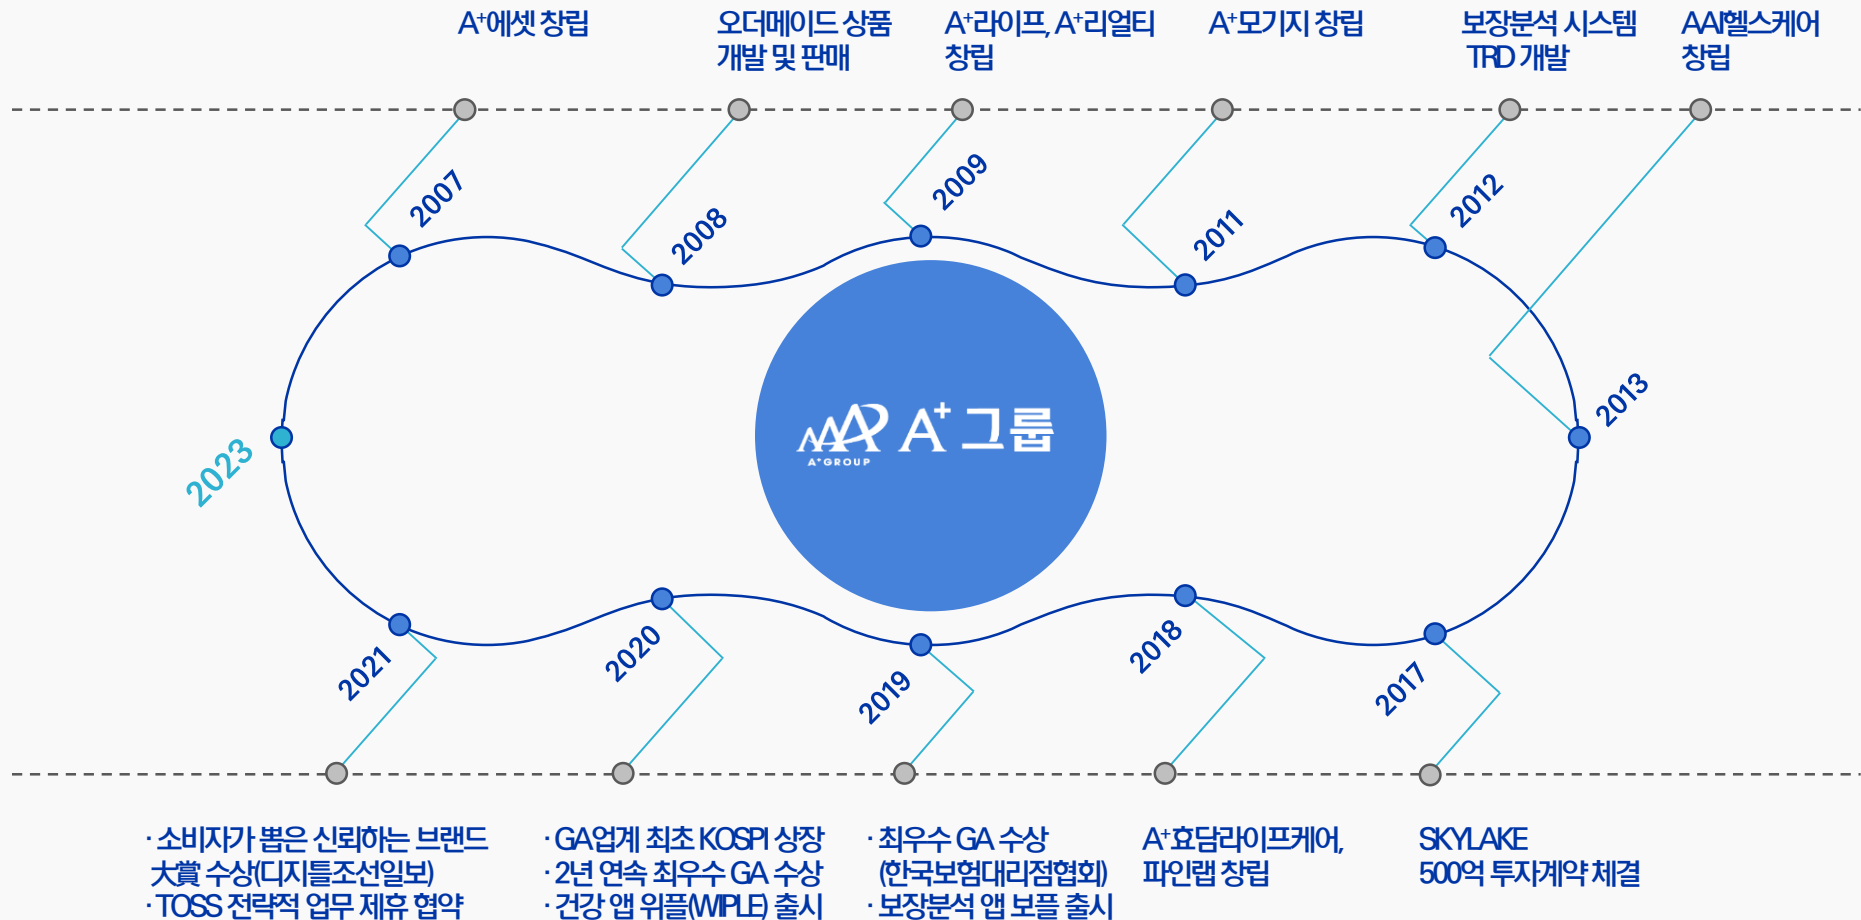 A+에셋 창립
오더메이드 상품
개발 및 판매
A+라이프, A+리얼티
창립
A+모기지 창립
보장분석 시스템
TRD 개발
AAI헬스케어
창립
2007
2008
2009
2011
2012
2013
A+그룹
A+GROUP
2023
2021
2020
2019
2018
2017
· 소비자가 뽑은 신뢰하는 브랜드
大賞 수상(디지틀조선일보)
· TOSS 전략적 업무 제휴 협약
· GA업계 최초 KOSPI 상장
· 2년 연속 최우수 GA 수상
· 건강 앱 위플(WIPLE) 출시
· 최우수 GA 수상
(한국보험대리점협회)
· 보장분석 앱 보플 출시
A+효담라이프케어,
파인랩 창립
SKYLAKE
500억 투자계약 체결